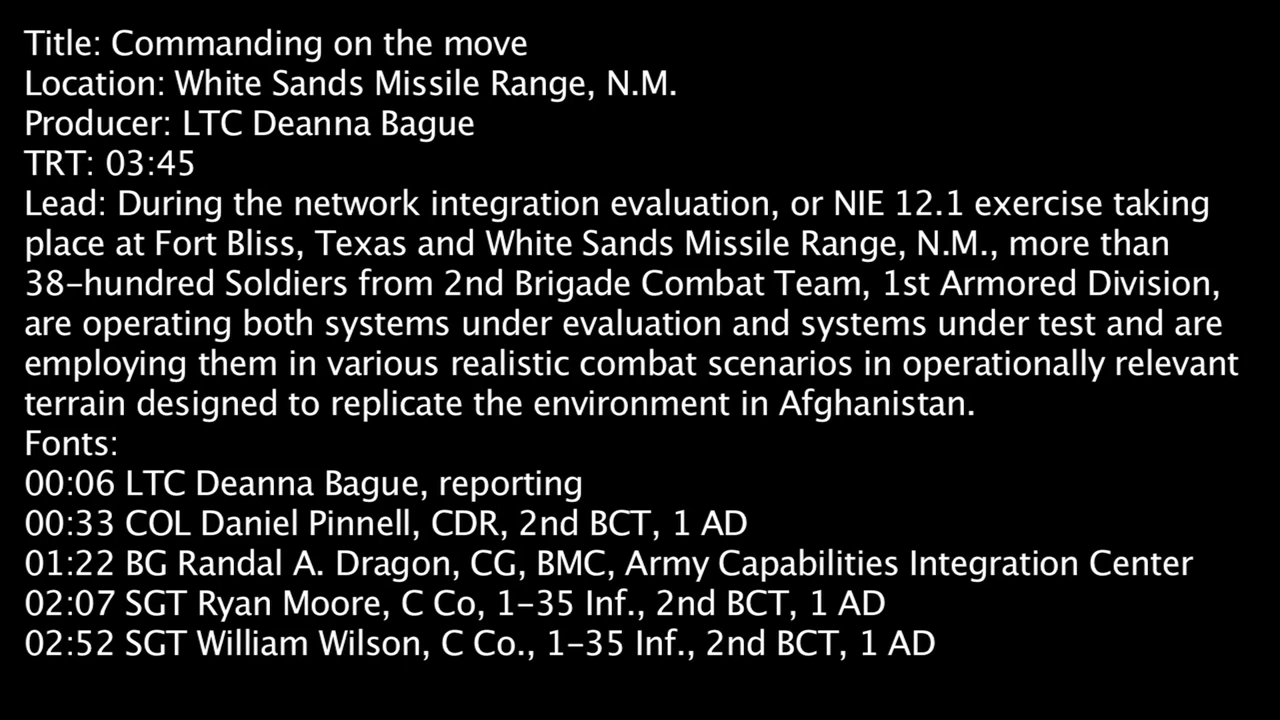 Title: Commanding on the move
Location: White Sands Missile Range, N.M.
Producer: LTC Deanna Bague
TRT: 03:45
Lead: During the network integration evaluation, or NIE 12.1 exercise taking
place at Fort Bliss, Texas and White Sands Missile Range, N.M., more than
38-hundred Soldiers from 2nd Brigade Combat Team, 1st Armored Division,
are operating both systems under evaluation and systems under test and are
employing them in various realistic combat scenarios in operationally relevant
terrain designed to replicate the environment in Afghanistan.
Fonts:
00:06 LTC Deanna Bague, reporting
00:33 COL Daniel Pinnell, CDR, 2nd BCT, 1 AD
01:22 BG Randal A. Dragon, CG, BMC, Army Capabilities Integration Center
02:07 SGT Ryan Moore, C Co, 1-35 Inf., 2nd BCT, 1 AD
02:52 SGT William Wilson, C Co., 1-35 Inf., 2nd BCT, 1 AD